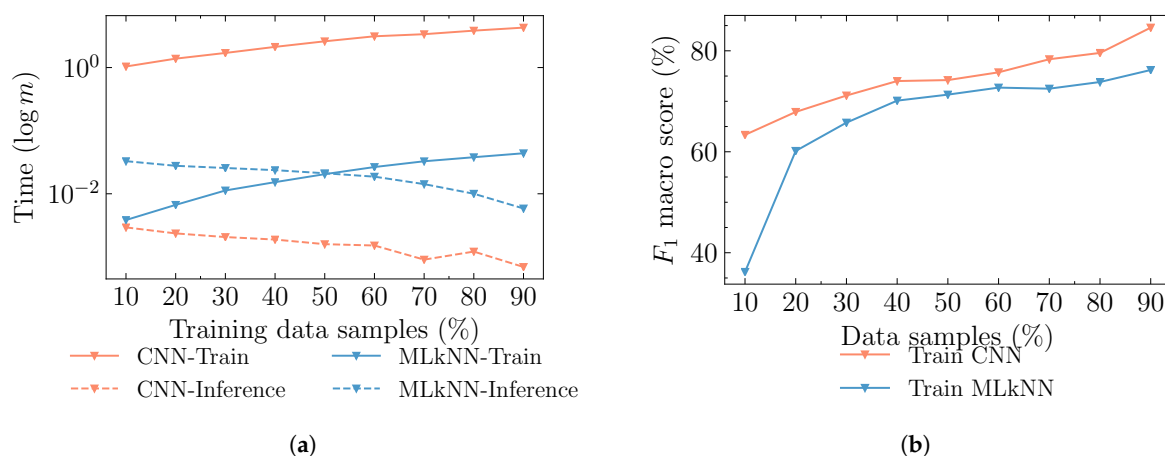 Time (log m)
10^0
10^-2
10 20 30 40 50 60 70 80 90
Training data samples (%)
CNN-Train
MLkNN-Train
CNN-Inference
MLkNN-Inference
(a)
F_1 macro score (%)
80
60
40
10 20 30 40 50 60 70 80 90
Data samples (%)
Train CNN
Train MLkNN
(b)